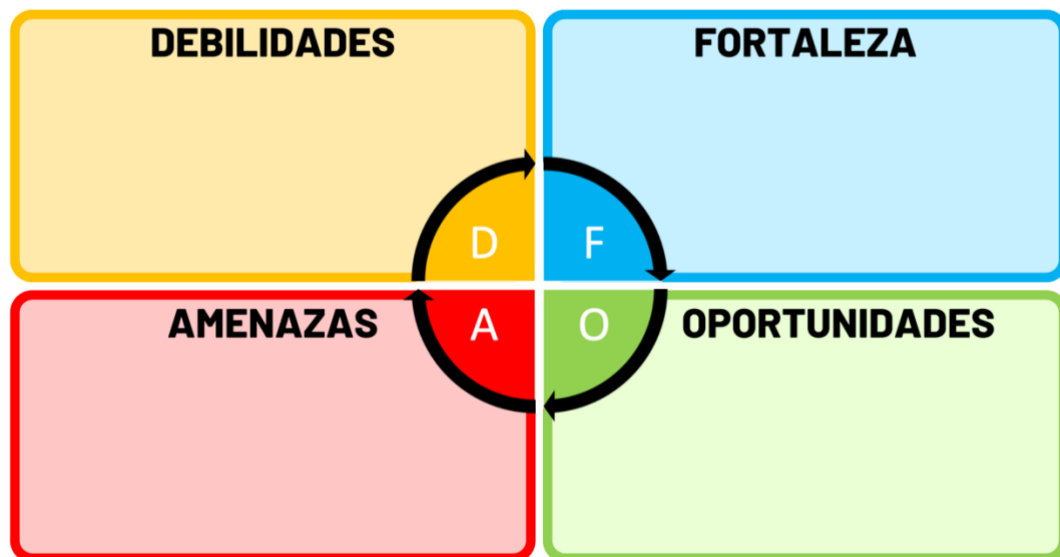 DEBILIDADES
FORTALEZA
D
F
A
O
AMENAZAS
OPORTUNIDADES